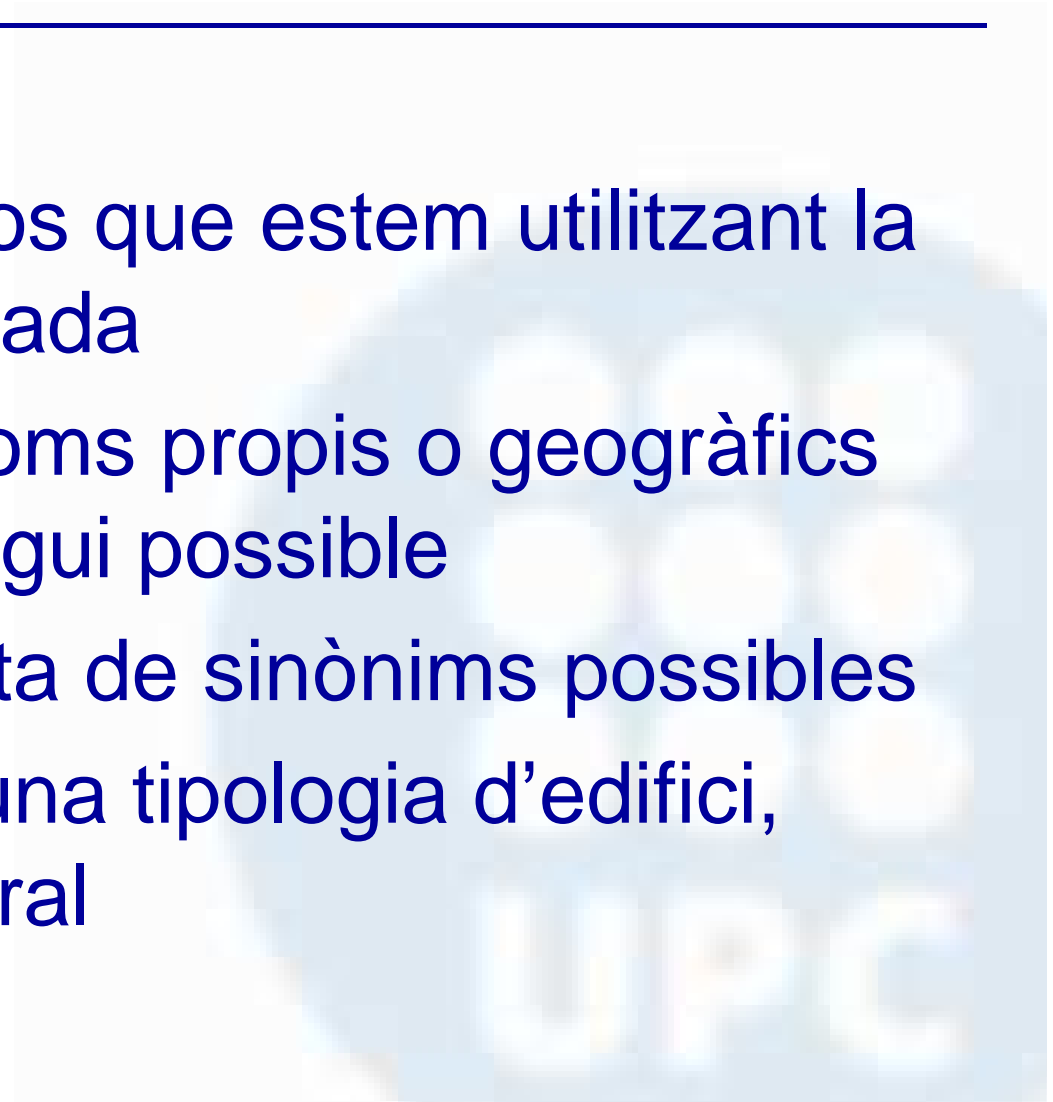 os que estem utilitzant la
ada
oms propis o geogràfics
gui possible
ta de sinònims possibles
una tipologia d’edifici,
ral
UPC